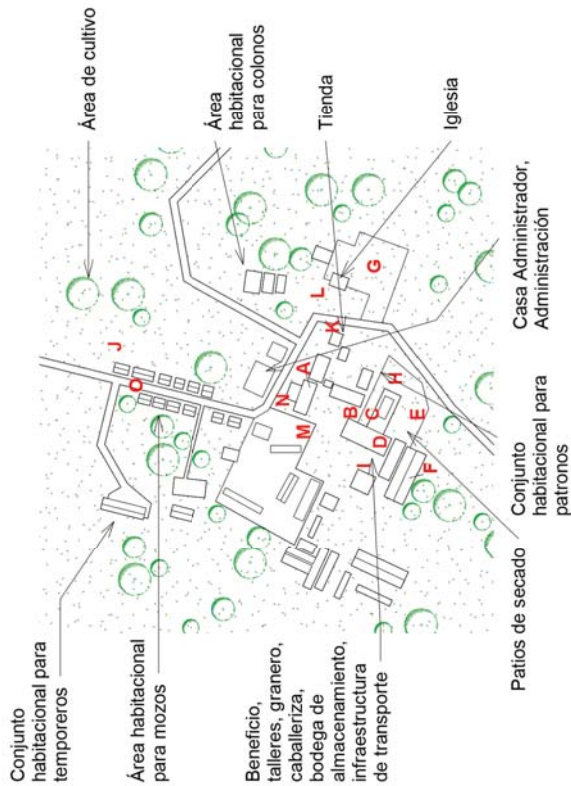 Conjunto
habitacional para
temporeros
Área habitacional
para mozos
Beneficio,
talleres, granero,
caballeriza,
bodega de
almacenamiento,
infraestructura
de transporte
Patios de secado
Conjunto
habitacional para
patronos
Casa Administrador,
Administración
Iglesia
Tienda
Área
habitacional
para colonos
Área de cultivo
J
O
N
M
A
K
L
G
B
C
D
H
E
F
I